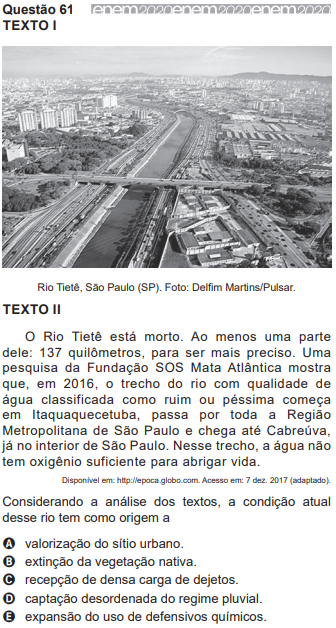 Questão 61 enem2020enem2020enem2020
TEXTO I
Rio Tietê, São Paulo (SP). Foto: Delfim Martins/Pulsar.
TEXTO II
O Rio Tietê está morto. Ao menos uma parte
dele: 137 quilômetros, para ser mais preciso. Uma
pesquisa da Fundação SOS Mata Atlântica mostra
que, em 2016, o trecho do rio com qualidade de
água classificada como ruim ou péssima começa
em Itaquaquecetuba, passa por toda a Região
Metropolitana de São Paulo e chega até Cabreúva,
já no interior de São Paulo. Nesse trecho, a água não
tem oxigênio suficiente para abrigar vida.
Disponível em: http://epoca.globo.com. Acesso em: 7 dez. 2017 (adaptado).
Considerando a análise dos textos, a condição atual
desse rio tem como origem a
A valorização do sítio urbano.
B extinção da vegetação nativa.
C recepção de densa carga de dejetos.
D captação desordenada do regime pluvial.
E expansão do uso de defensivos químicos.